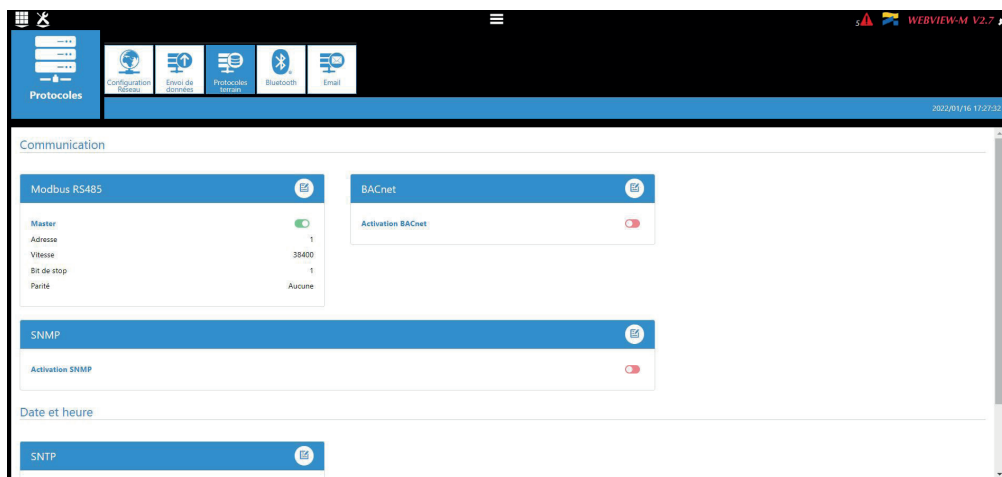 S WEBVIEW-M V2.7
Protocoles
Configuration
Réseau
Envoi de
données
Protocoles
terrain
Bluetooth
Email
2022/01/16 17:27:32
Communication
Modbus RS485
Master
Adresse 1
Vitesse 38400
Bit de stop 1
Parité Aucune
BACnet
Activation BACnet
SNMP
Activation SNMP
Date et heure
SNTP